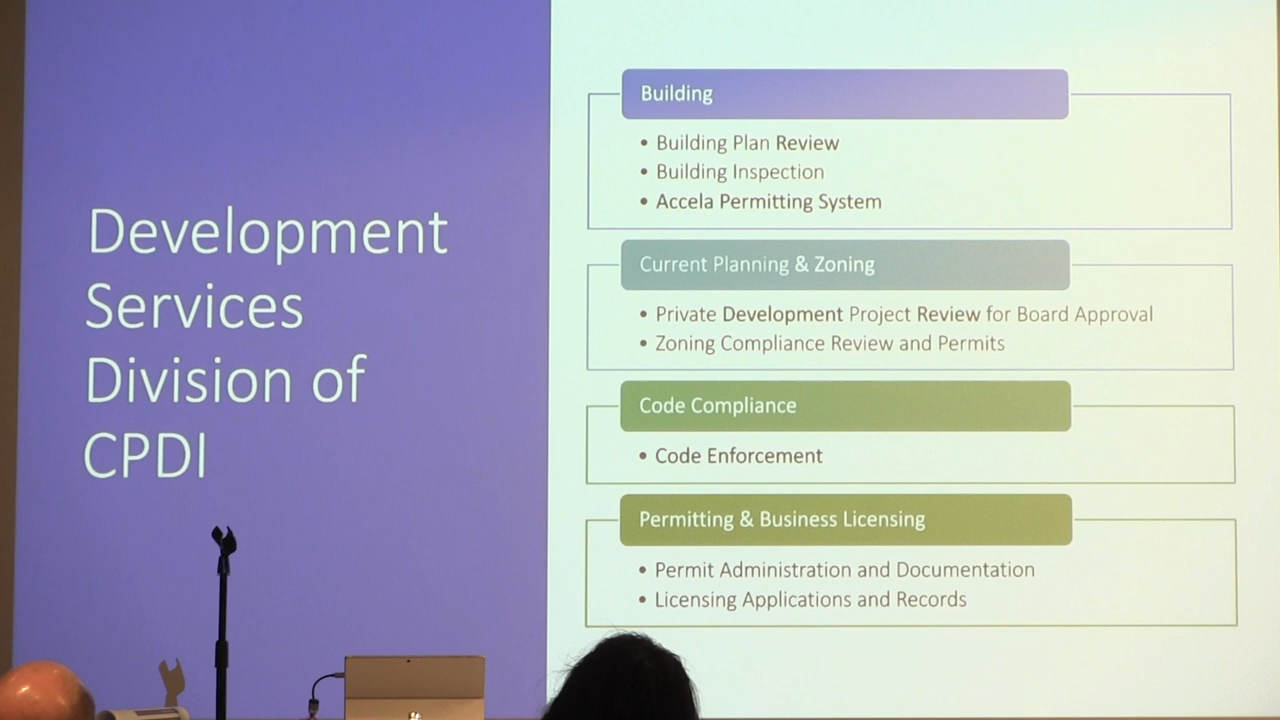 Development
Services
Division of
CPDI
Building
• Building Plan Review
• Building Inspection
• Accela Permitting System
Current Planning & Zoning
• Private Development Project Review for Board Approval
• Zoning Compliance Review and Permits
Code Compliance
• Code Enforcement
Permitting & Business Licensing
• Permit Administration and Documentation
• Licensing Applications and Records